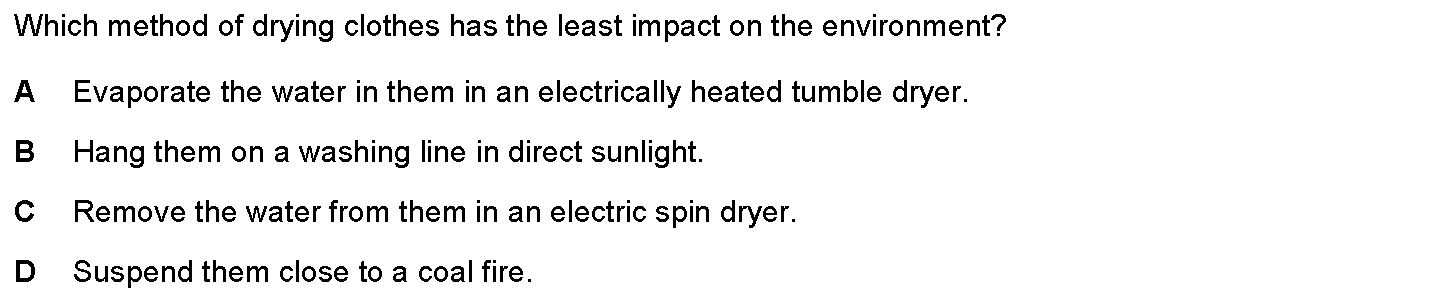 Which method of drying clothes has the least impact on the environment?
A Evaporate the water in them in an electrically heated tumble dryer.
B Hang them on a washing line in direct sunlight.
C Remove the water from them in an electric spin dryer.
D Suspend them close to a coal fire.